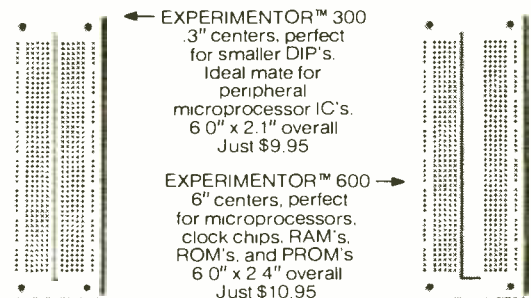 EXPERIMENTOR™ 300
.3" centers, perfect
for smaller DIP's.
Ideal mate for
peripheral
microprocessor IC's.
6 0" x 2.1" overall
Just $9.95
EXPERIMENTOR™ 600
6" centers, perfect
for microprocessors,
clock chips, RAM's,
ROM's, and PROM's
6 0" x 2 4" overall
Just $10.95